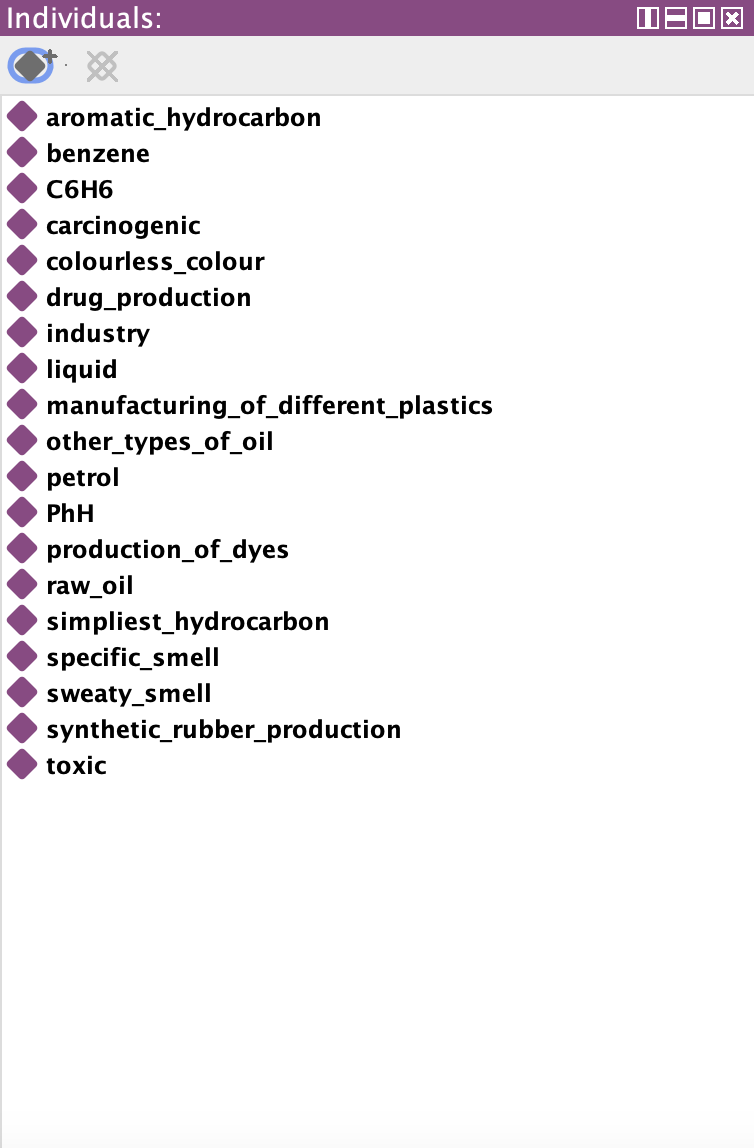 Individuals:
aromatic_hydrocarbon
benzene
C6H6
carcinogenic
colourless_colour
drug_production
industry
liquid
manufacturing_of_different_plastics
other_types_of_oil
petrol
PhH
production_of_dyes
raw_oil
simpliest_hydrocarbon
specific_smell
sweaty_smell
synthetic_rubber_production
toxic